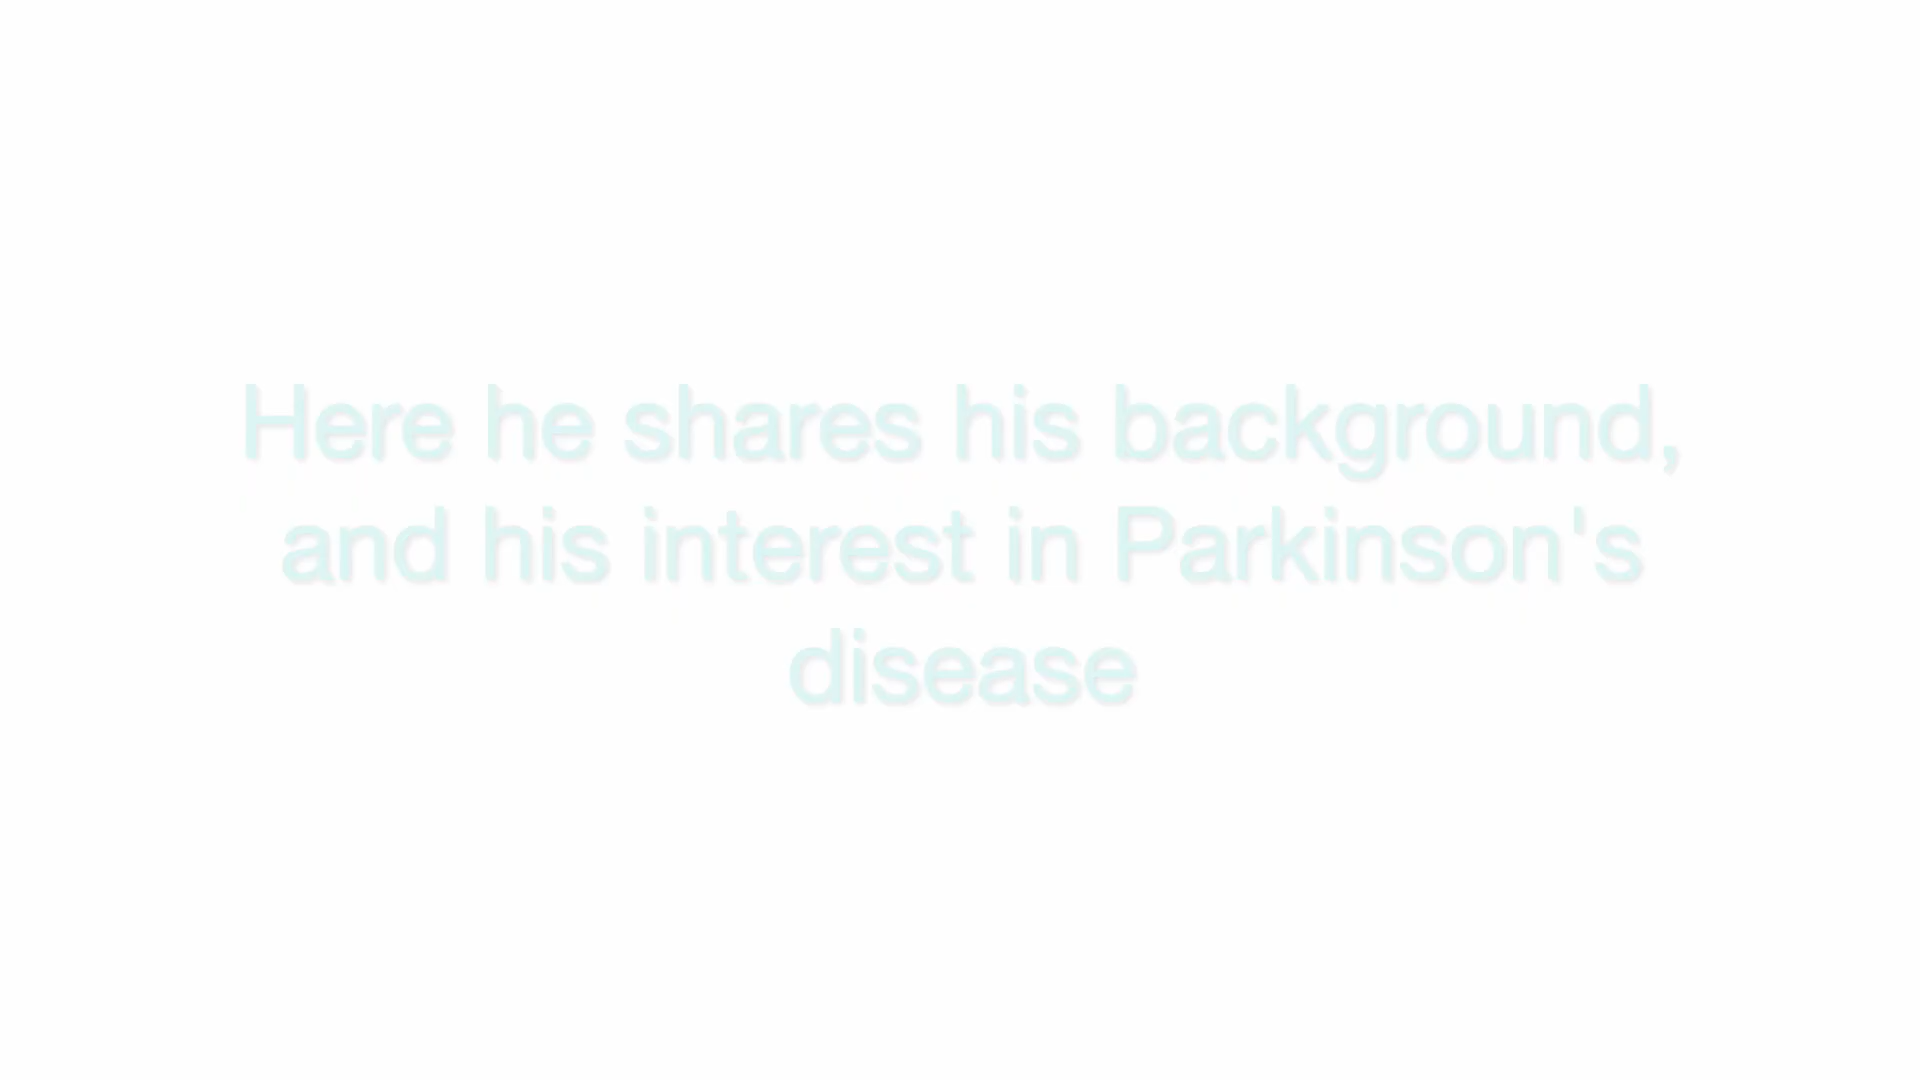 Here he shares his background,
and his interest in Parkinson's
disease